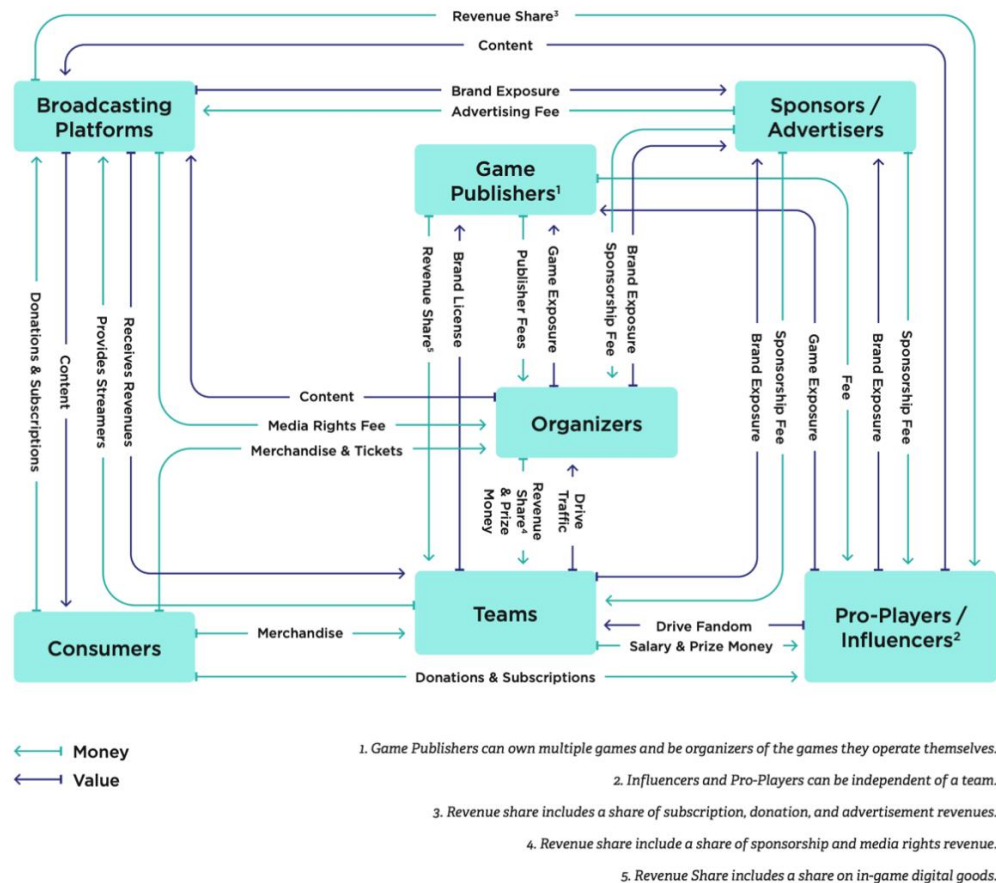 Revenue Share³
Content
Broadcasting
Platforms
Brand Exposure
Advertising Fee
Sponsors /
Advertisers
Game
Publishers¹
Donations & Subscriptions
Content
Provides Streamers
Receives Revenues
Revenue Share⁵
Brand License
Publisher Fees
Game Exposure
Sponsorship Fee
Brand Exposure
Brand Exposure
Sponsorship Fee
Game Exposure
Fee
Brand Exposure
Sponsorship Fee
Content
Media Rights Fee
Merchandise & Tickets
Organizers
Revenue
Share⁴
& Prize
Money
Drive
Traffic
Consumers
Merchandise
Teams
Drive Fandom
Salary & Prize Money
Pro-Players /
Influencers²
Donations & Subscriptions
Money
Value
1. Game Publishers can own multiple games and be organizers of the games they operate themselves.
2. Influencers and Pro-Players can be independent of a team.
3. Revenue share includes a share of subscription, donation, and advertisement revenues.
4. Revenue share include a share of sponsorship and media rights revenue.
5. Revenue Share includes a share on in-game digital goods.